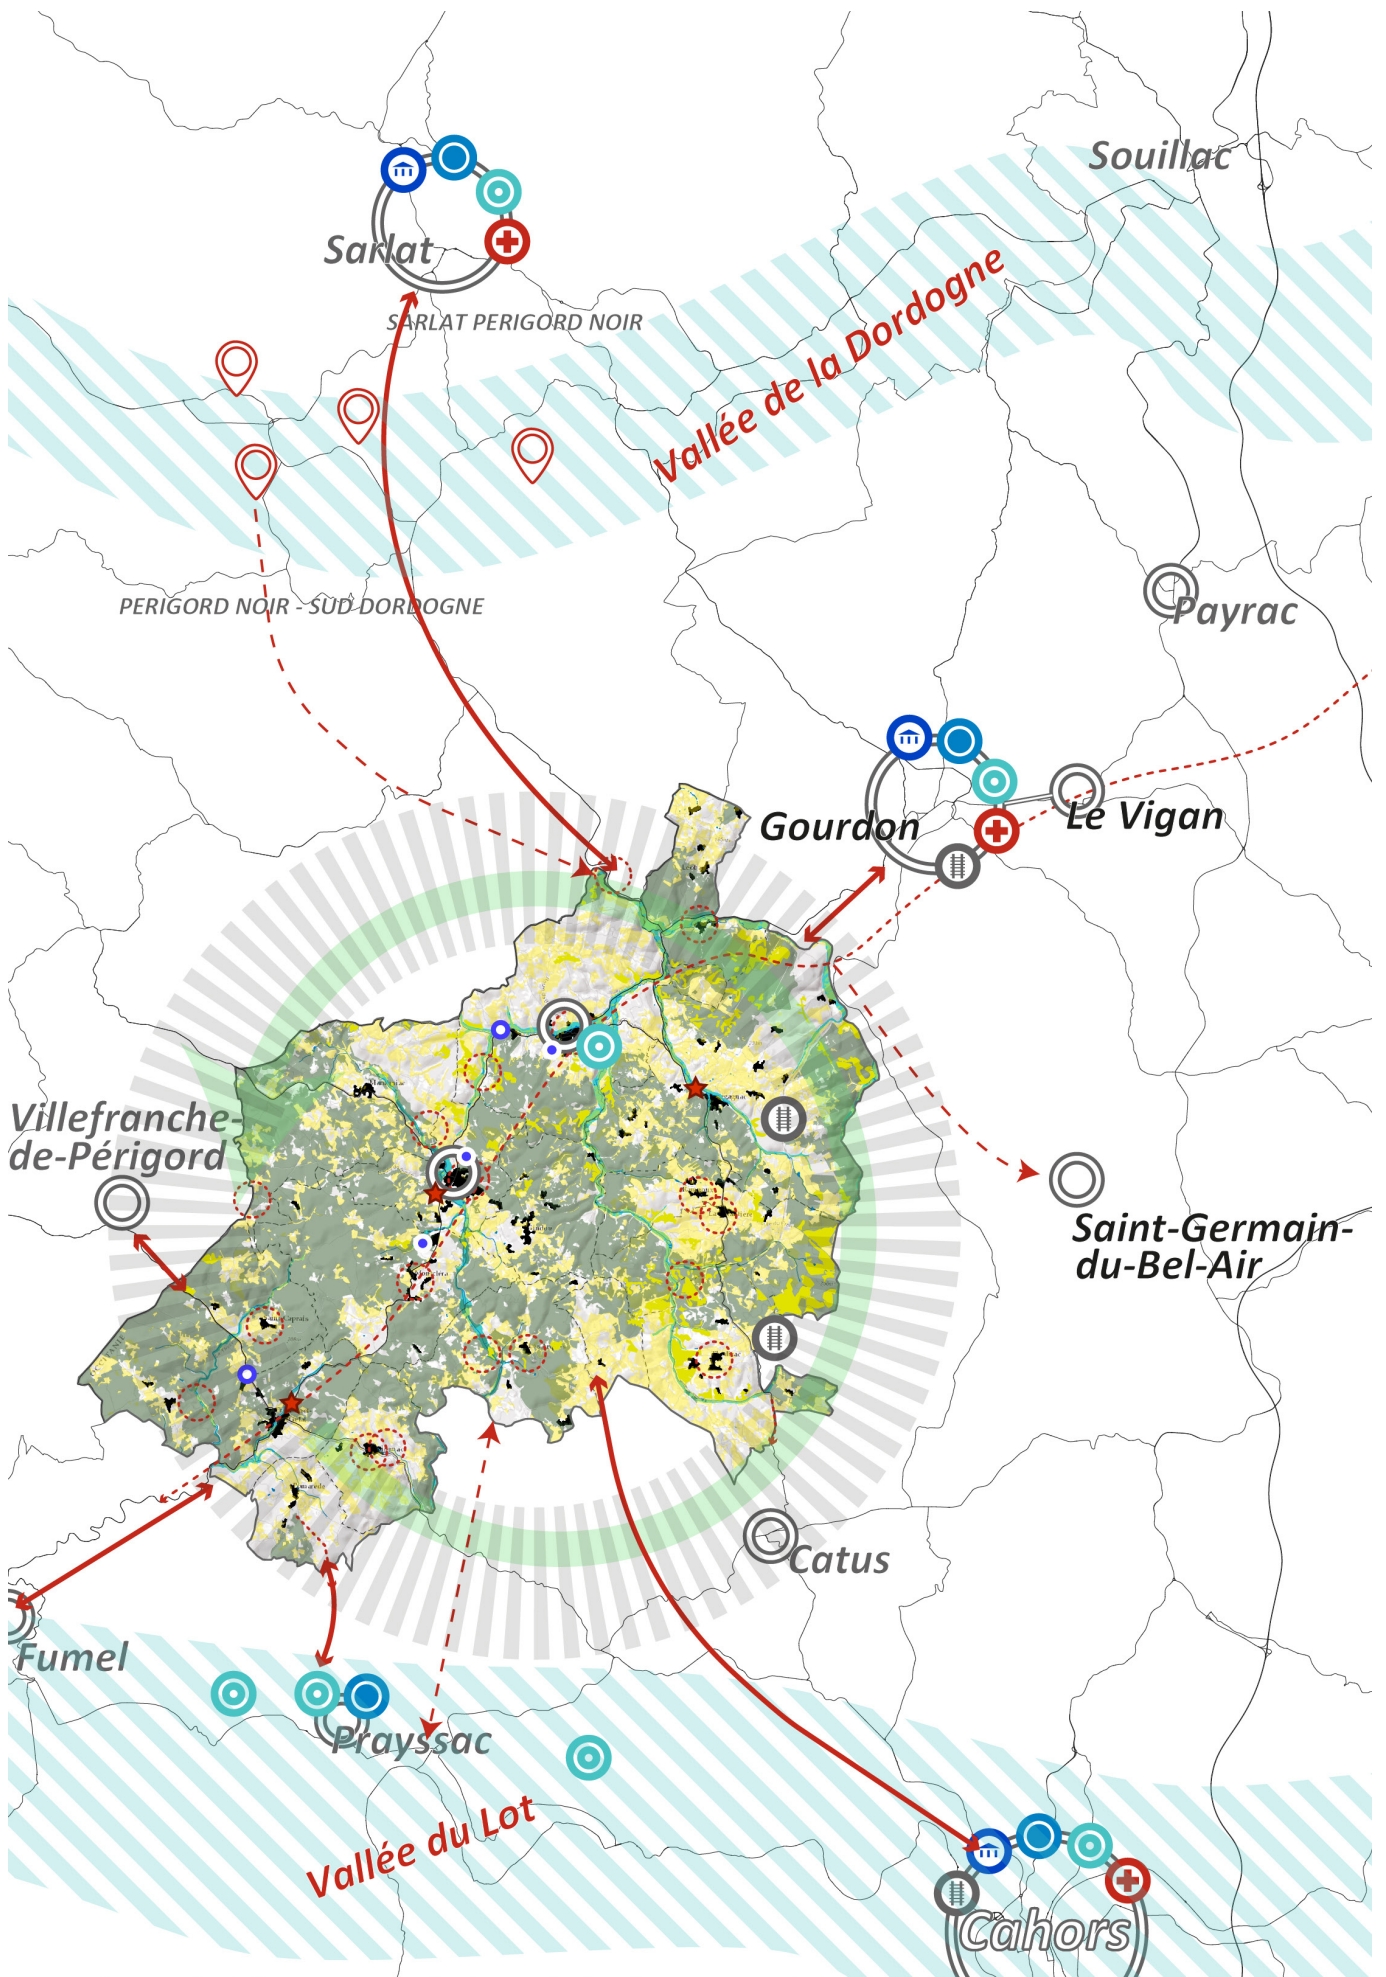 Souillac
Sarlat
SARLAT PERIGORD NOIR
Vallée de la Dordogne
PERIGORD NOIR - SUD DORDOGNE
Payrac
Gourdon
Le Vigan
Villefranche-
de-Périgord
Saint-Germain-
du-Bel-Air
Catus
Fumel
Prayssac
Vallée du Lot
Cahors